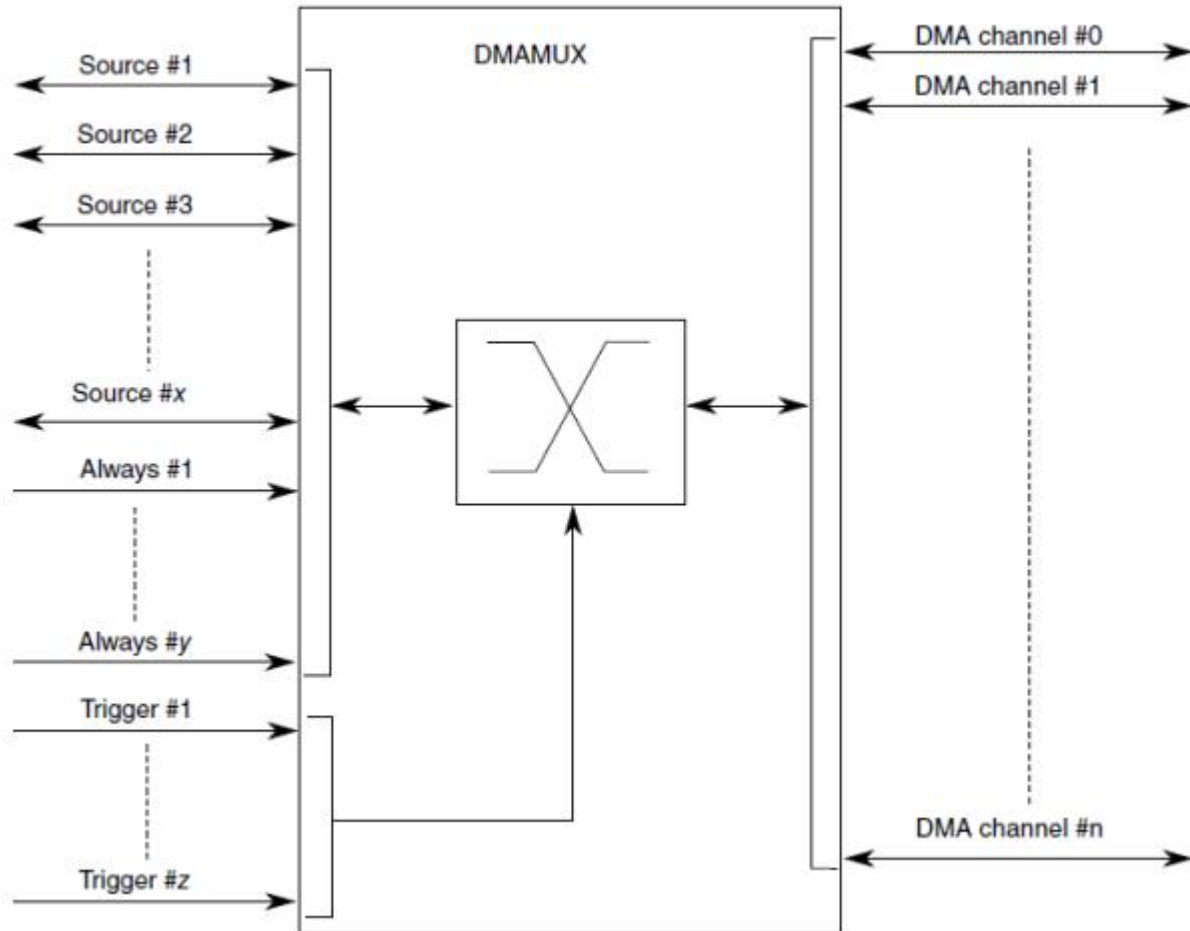 DMAMUX
Source #1
Source #2
Source #3
Source #x
Always #1
Always #y
Trigger #1
Trigger #z
DMA channel #0
DMA channel #1
DMA channel #n